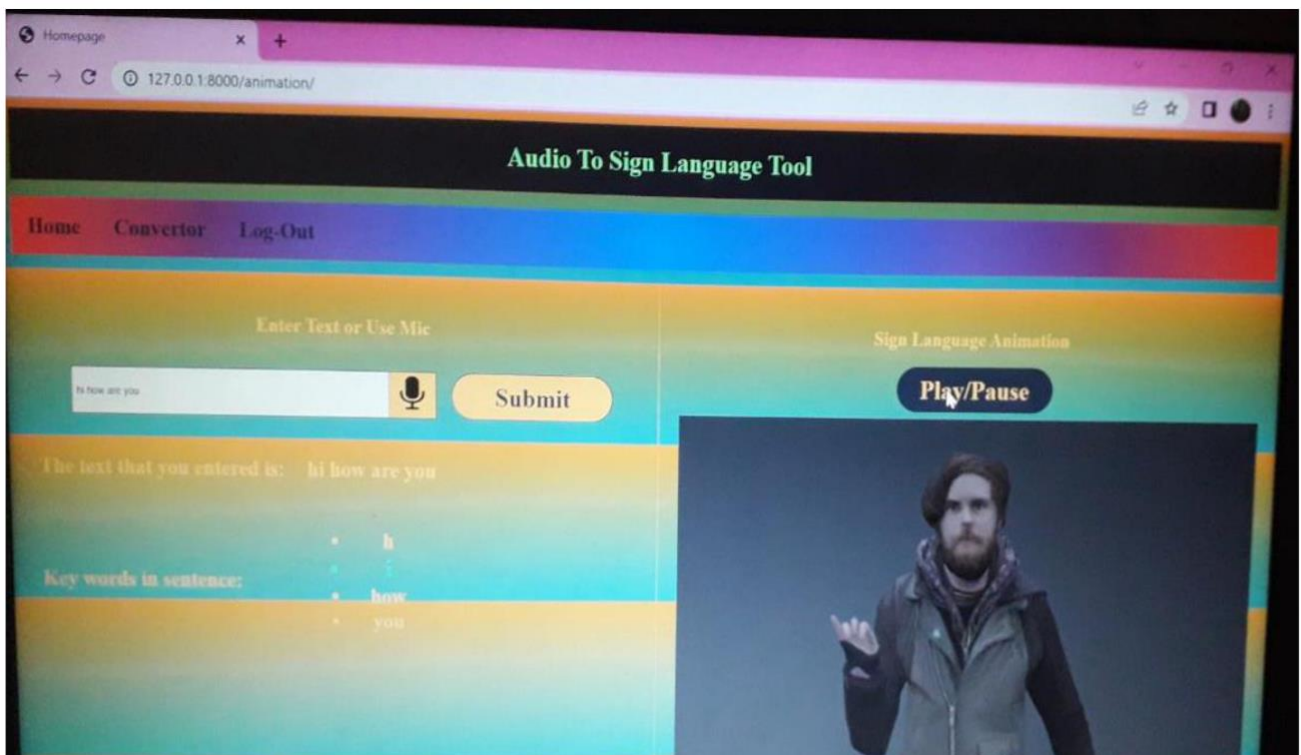 Homepage
127.0.0.1:8000/animation/
Audio To Sign Language Tool
Home Convertor Log-Out
Enter Text or Use Mic
hi how are you
Submit
The text that you entered is: hi how are you
Key words in sentence:
• h
• i
• how
• you
Sign Language Animation
Play/Pause